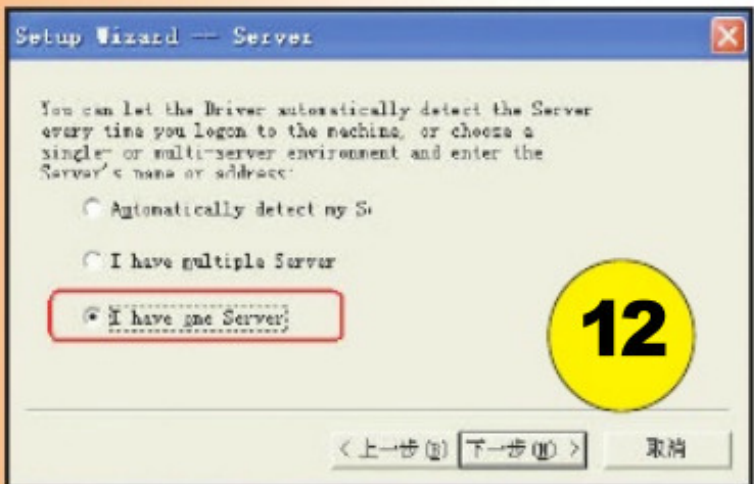 Setup Wizard -- Server
You can let the Driver automatically detect the Server
every time you logon to the machine, or choose a
single- or multi-server environment and enter the
Server's name or address:
Automatically detect my S
I have multiple Server
I have one Server
12
< 上一步(B) 下一步(N) > 取消